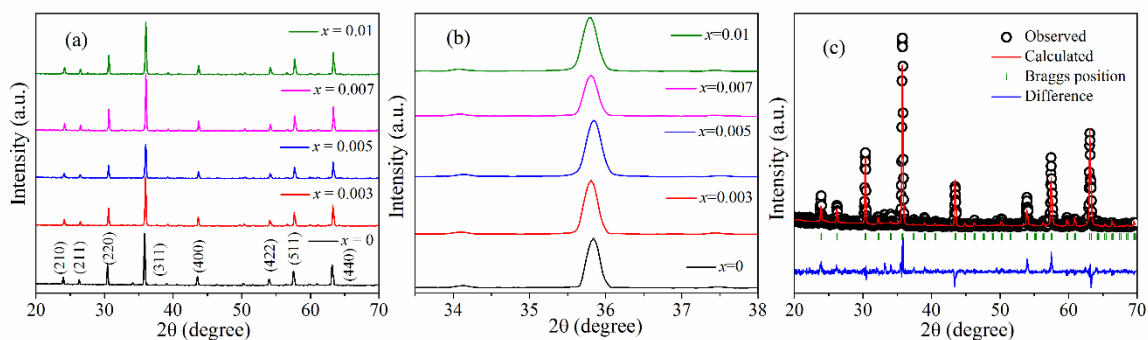 (a)
x = 0.01
x = 0.007
x = 0.005
x = 0.003
x = 0
(210)
(211)
(220)
(311)
(400)
(422)
(511)
(440)
Intensity (a.u.)
20 30 40 50 60 70
2θ (degree)
(b)
x=0.01
x=0.007
x=0.005
x=0.003
x=0
Intensity (a.u.)
34 35 36 37 38
2θ (degree)
(c)
Observed
Calculated
Braggs position
Difference
Intensity (a.u.)
20 30 40 50 60 70
2θ (degree)